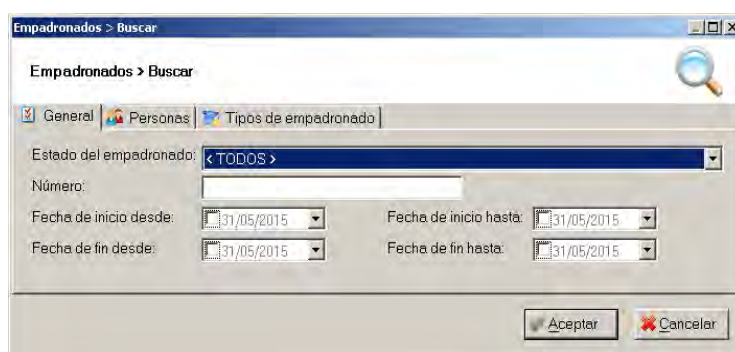 Empadronados > Buscar
Empadronados > Buscar
General Personas Tipos de empadronado
Estado del empadronado: <TODOS>
Número:
Fecha de inicio desde: 31/05/2015 Fecha de inicio hasta: 31/05/2015
Fecha de fin desde: 31/05/2015 Fecha de fin hasta: 31/05/2015
Aceptar Cancelar